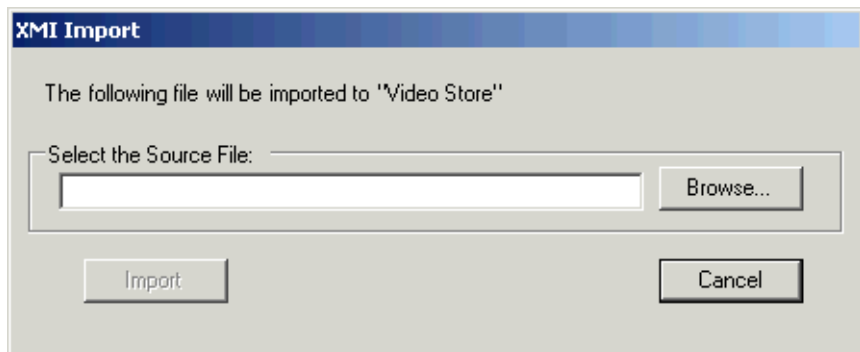 XMI Import
The following file will be imported to "Video Store"
Select the Source File:
Browse...
Import
Cancel